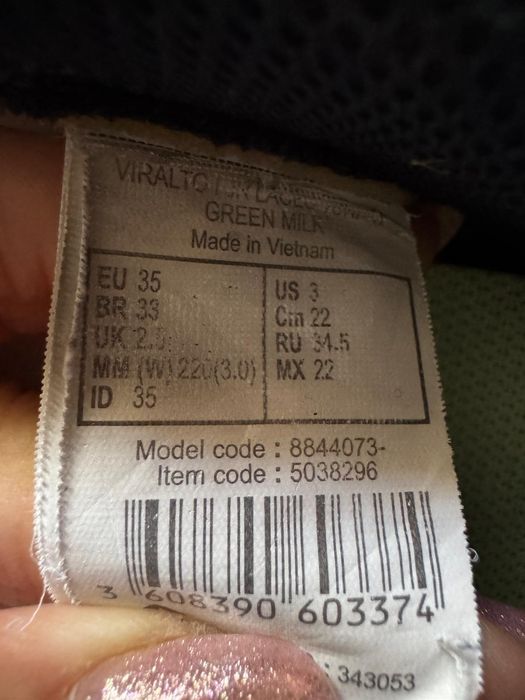 VIRALTO
GREEN MILK
Made in Vietnam
EU 35
BR 33
UK 2.5
MM (W) 220(3.0)
ID 35
US 3
Cm 22
RU 34.5
MX 22
Model code : 8844073-
Item code : 5038296
3 608390 603374
: 343053